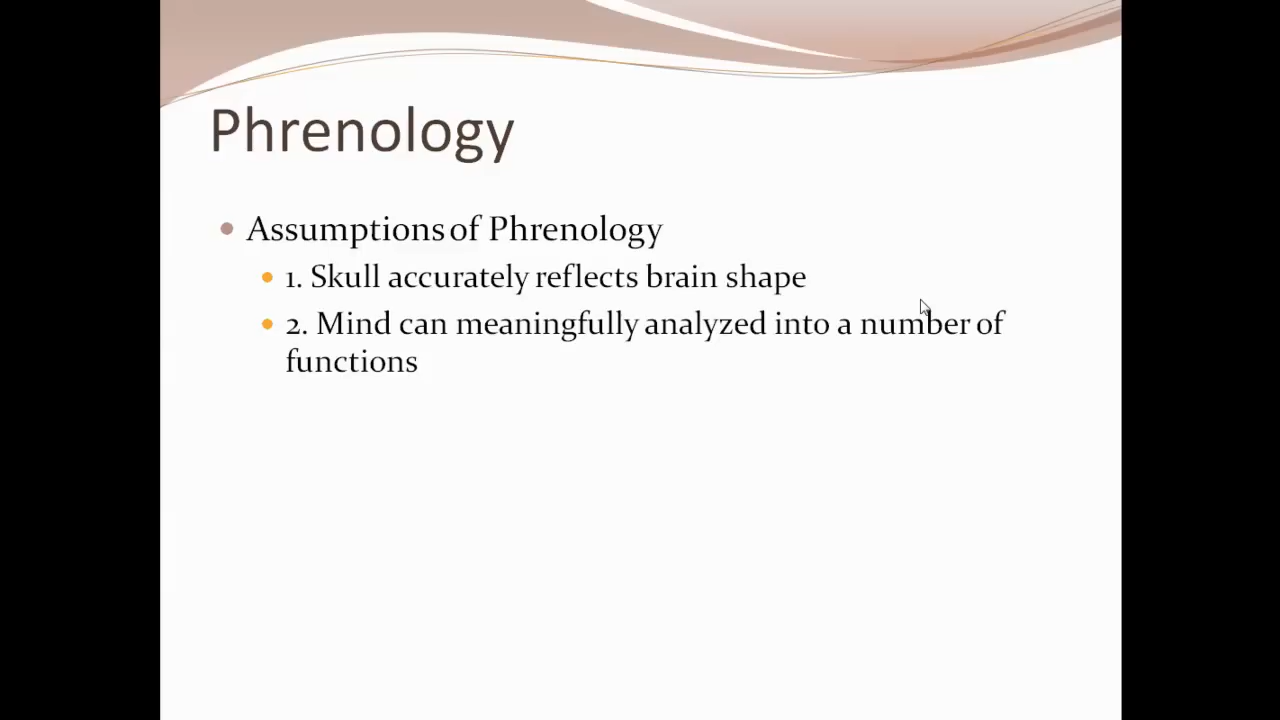 Phrenology
Assumptions of Phrenology
1. Skull accurately reflects brain shape
2. Mind can meaningfully analyzed into a number of
functions